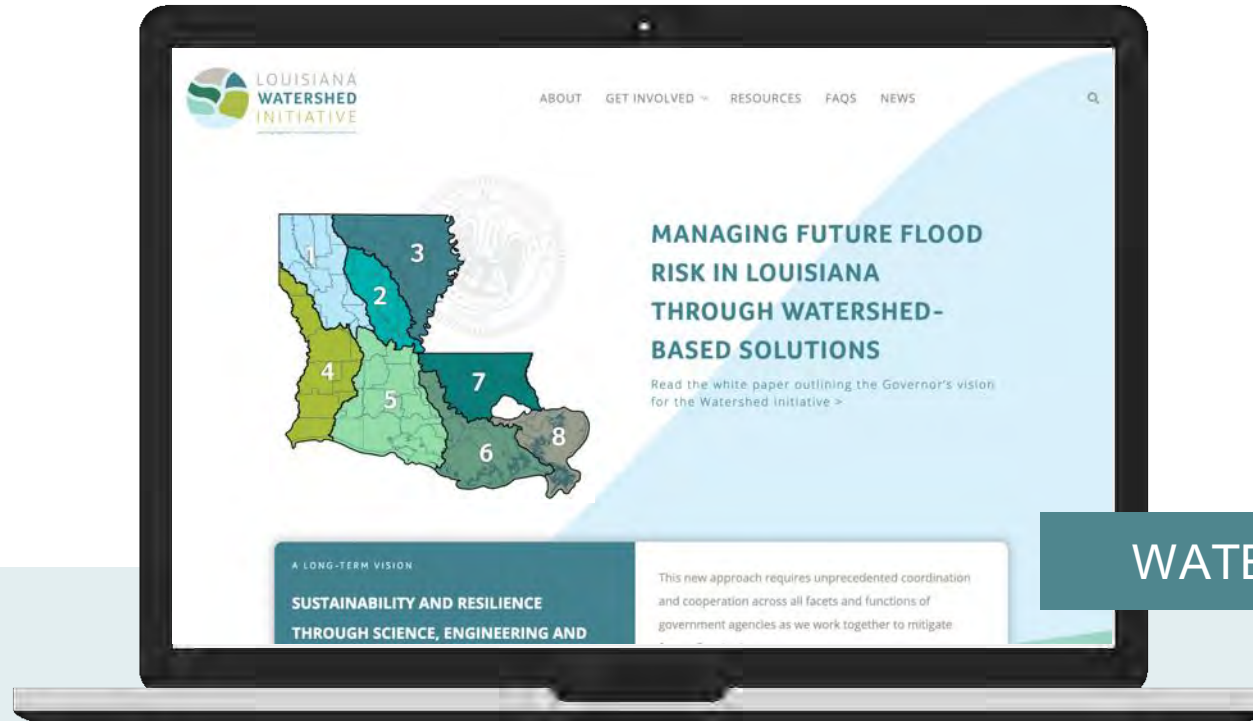 LOUISIANA
WATERSHED
INITIATIVE
ABOUT GET INVOLVED RESOURCES FAQS NEWS
1
2
3
4
5
6
7
8
MANAGING FUTURE FLOOD
RISK IN LOUISIANA
THROUGH WATERSHED-
BASED SOLUTIONS
Read the white paper outlining the Governor's vision
for the Watershed initiative >
A LONG-TERM VISION
SUSTAINABILITY AND RESILIENCE
THROUGH SCIENCE, ENGINEERING AND
This new approach requires unprecedented coordination
and cooperation across all facets and functions of
government agencies as we work together to mitigate
WATE